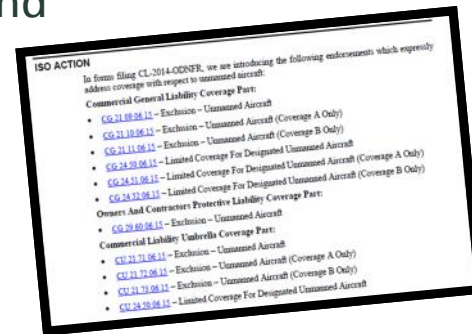 nd
ISO ACTION
In forms filing CL-2014-ODNFR, we are introducing the following endorsements which expressly
address coverage with respect to unmanned aircraft:
Commercial General Liability Coverage Part:
• CG 21 09 06 15 – Exclusion – Unmanned Aircraft
• CG 21 10 06 15 – Exclusion – Unmanned Aircraft (Coverage A Only)
• CG 21 11 06 15 – Exclusion – Unmanned Aircraft (Coverage B Only)
• CG 24 50 06 15 – Limited Coverage For Designated Unmanned Aircraft
• CG 24 51 06 15 – Limited Coverage For Designated Unmanned Aircraft (Coverage A Only)
• CG 24 52 06 15 – Limited Coverage For Designated Unmanned Aircraft (Coverage B Only)
Owners And Contractors Protective Liability Coverage Part:
• CG 29 60 06 15 – Exclusion – Unmanned Aircraft
Commercial Liability Umbrella Coverage Part:
• CU 21 71 06 15 – Exclusion – Unmanned Aircraft
• CU 21 72 06 15 – Exclusion – Unmanned Aircraft (Coverage A Only)
• CU 21 73 06 15 – Exclusion – Unmanned Aircraft (Coverage B Only)
• CU 24 50 06 15 – Limited Coverage For Designated Unmanned Aircraft